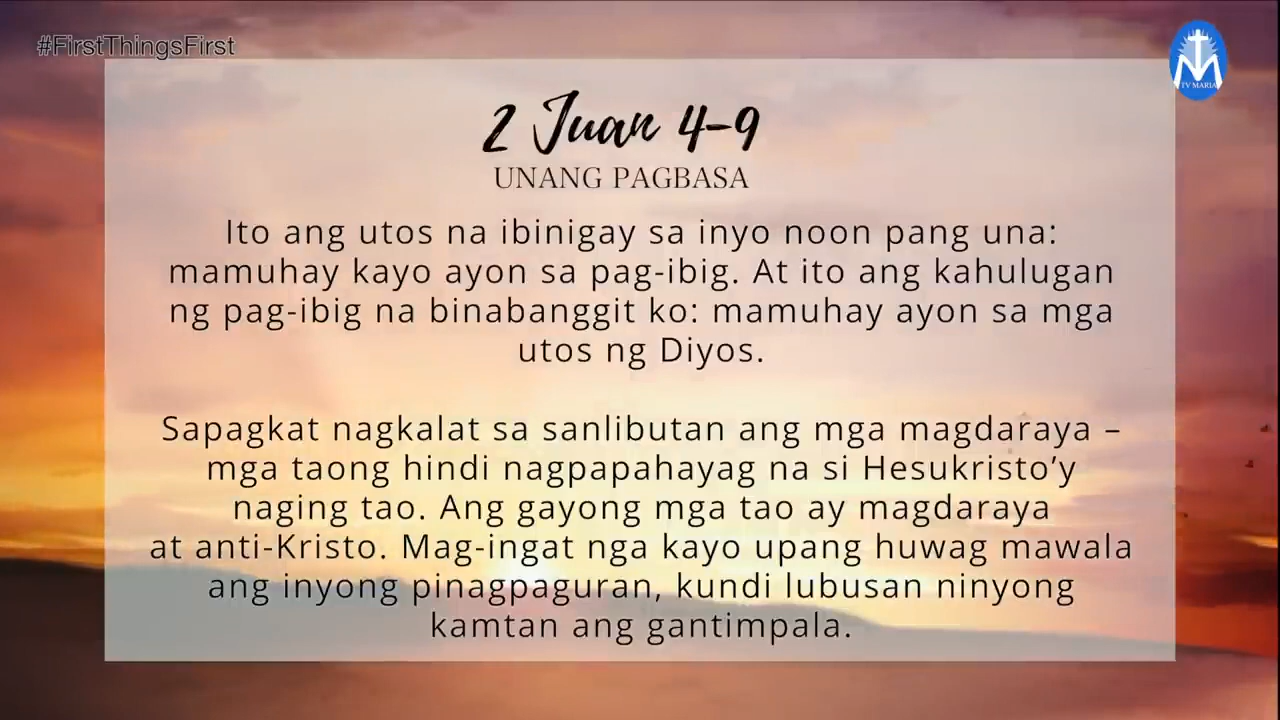 #FirstThingsFirst
TV MARIA
2 Juan 4-9
UNANG PAGBASA
Ito ang utos na ibinigay sa inyo noon pang una:
mamuhay kayo ayon sa pag-ibig. At ito ang kahulugan
ng pag-ibig na binabanggit ko: mamuhay ayon sa mga
utos ng Diyos.
Sapagkat nagkalat sa sanlibutan ang mga magdaraya –
mga taong hindi nagpapahayag na si Hesukristo’y
naging tao. Ang gayong mga tao ay magdaraya
at anti-Kristo. Mag-ingat nga kayo upang huwag mawala
ang inyong pinagpaguran, kundi lubusan ninyong
kamtan ang gantimpala.